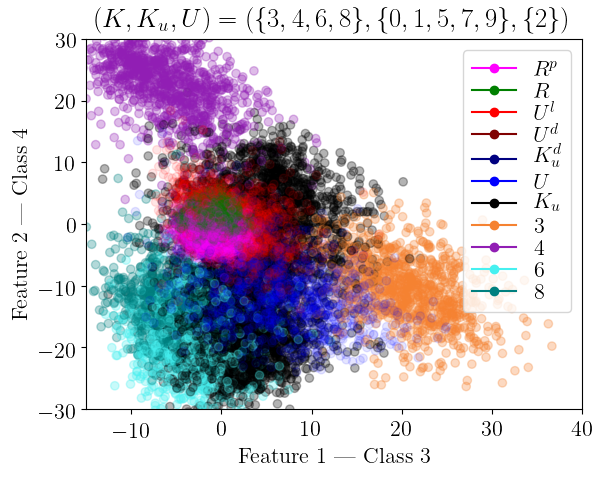 (K, K_u, U) = ({3, 4, 6, 8}, {0, 1, 5, 7, 9}, {2})
30
20
10
0
−10
−20
−30
Feature 2 — Class 4
R^p
R
U^l
U^d
K_u^d
U
K_u
3
4
6
8
−10 0 10 20 30 40
Feature 1 — Class 3